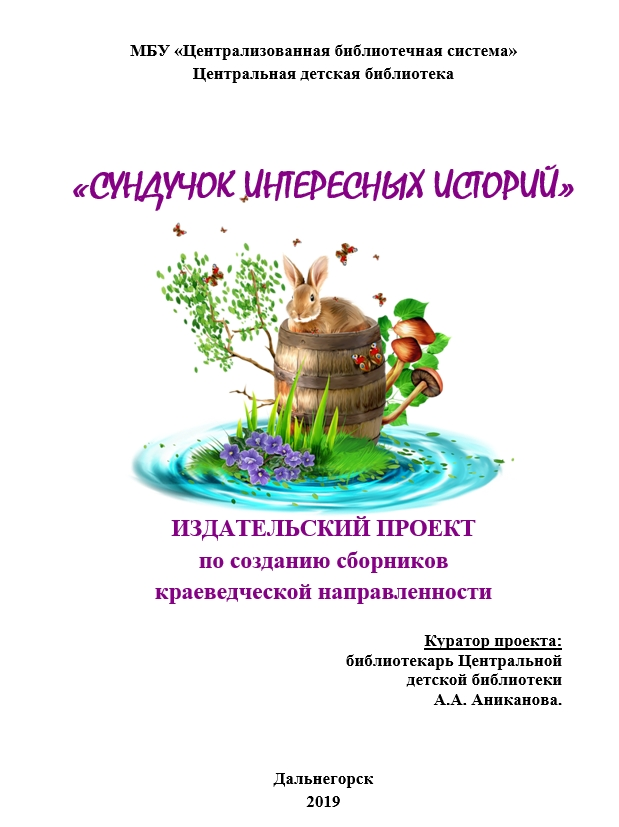 МБУ «Централизованная библиотечная система»
Центральная детская библиотека
«СУНДУЧОК ИНТЕРЕСНЫХ ИСТОРИЙ»
ИЗДАТЕЛЬСКИЙ ПРОЕКТ
по созданию сборников
краеведческой направленности
Куратор проекта:
библиотекарь Центральной
детской библиотеки
А.А. Аниканова.
Дальнегорск
2019